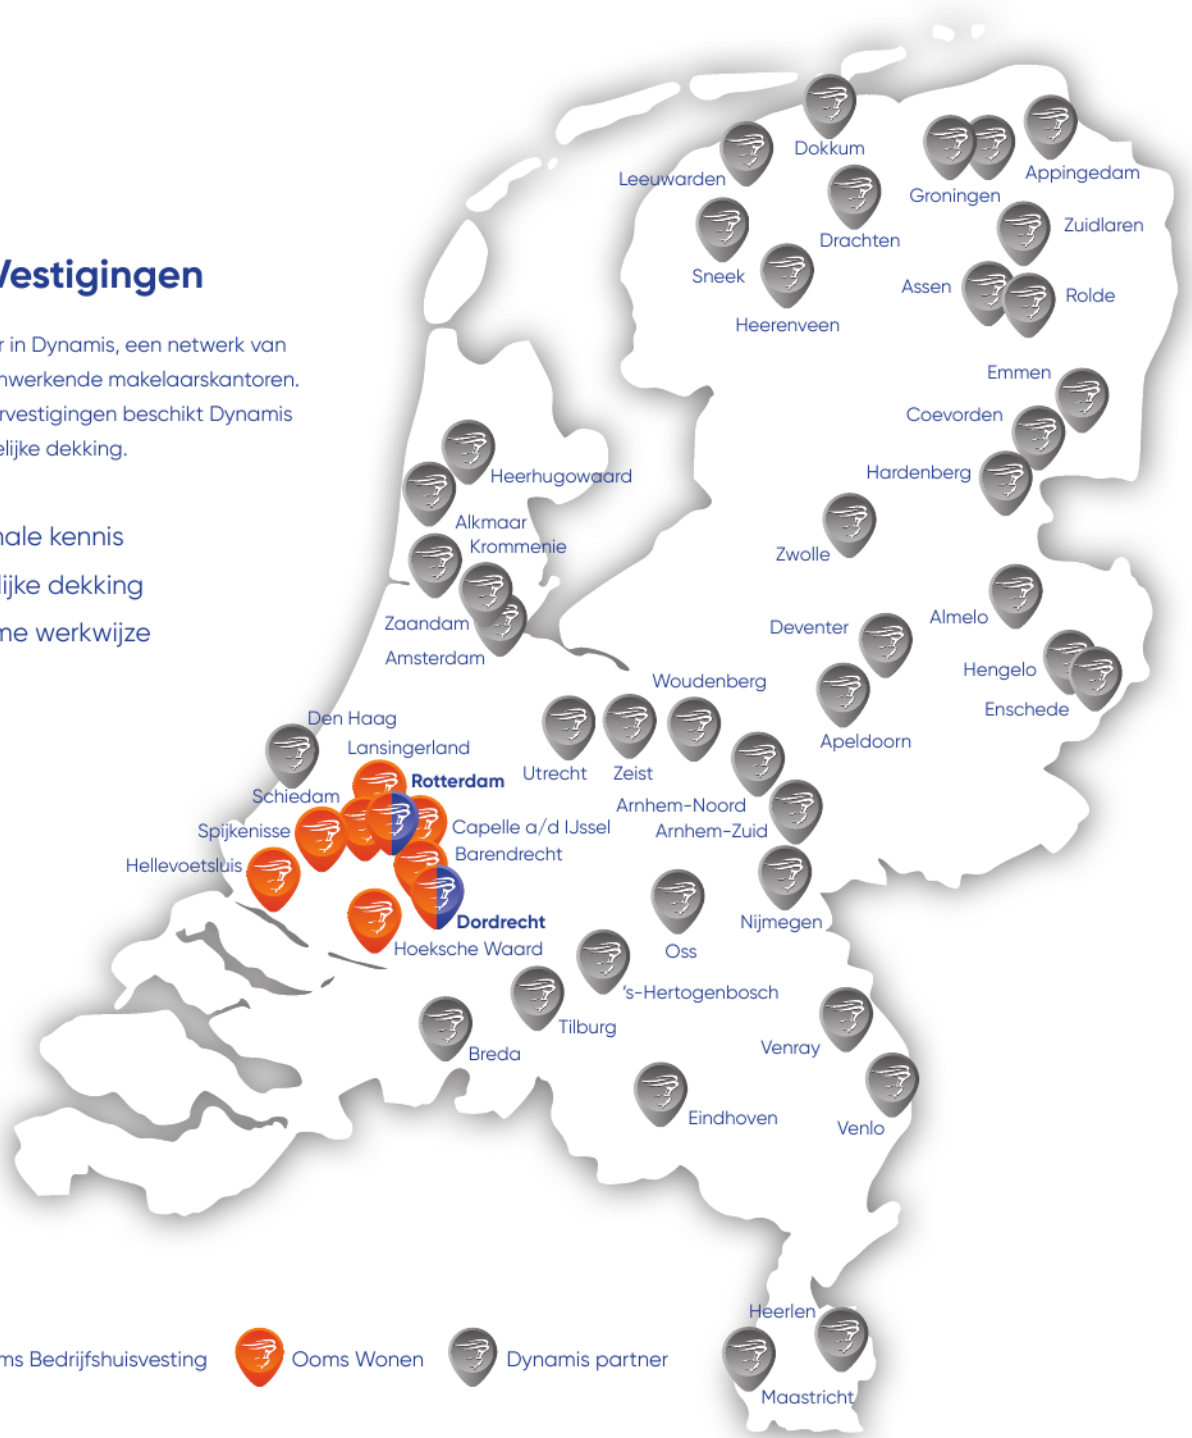 Vestigingen
r in Dynamis, een netwerk van
nwerkende makelaarskantoren.
rvestigingen beschikt Dynamis
elijke dekking.
nale kennis
lijke dekking
me werkwijze
Dokkum
Leeuwarden
Appingedam
Groningen
Zuidlaren
Drachten
Sneek
Assen
Rolde
Heerenveen
Emmen
Coevorden
Hardenberg
Heerhugowaard
Alkmaar
Krommenie
Zwolle
Zaandam
Almelo
Deventer
Amsterdam
Hengelo
Woudenberg
Enschede
Den Haag
Apeldoorn
Lansingerland
Utrecht
Zeist
Rotterdam
Schiedam
Arnhem-Noord
Spijkenisse
Capelle a/d IJssel
Arnhem-Zuid
Barendrecht
Hellevoetsluis
Dordrecht
Nijmegen
Hoeksche Waard
Oss
's-Hertogenbosch
Tilburg
Venray
Breda
Eindhoven
Venlo
Heerlen
ms Bedrijfshuisvesting
Ooms Wonen
Dynamis partner
Maastricht